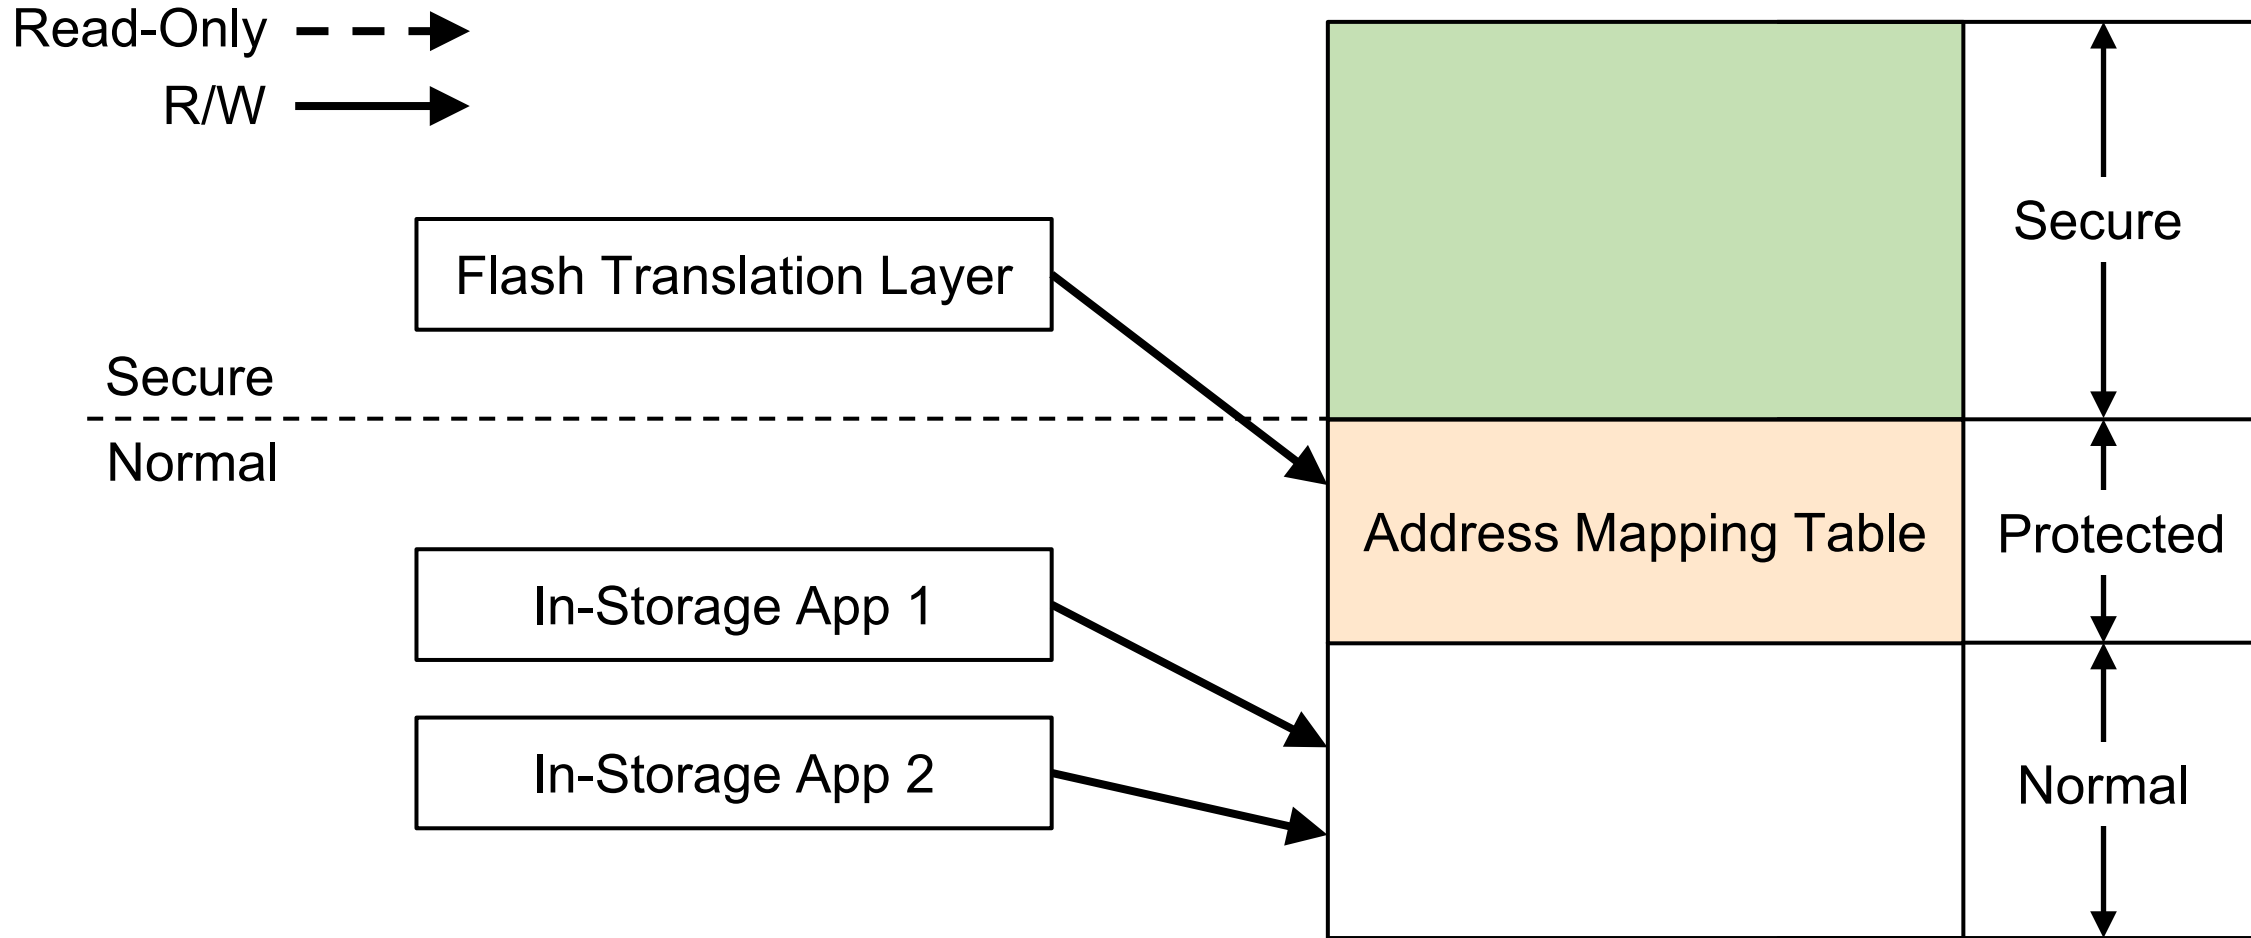 Read-Only
R/W
Secure
Flash Translation Layer
Secure
Normal
Address Mapping Table
Protected
In-Storage App 1
In-Storage App 2
Normal